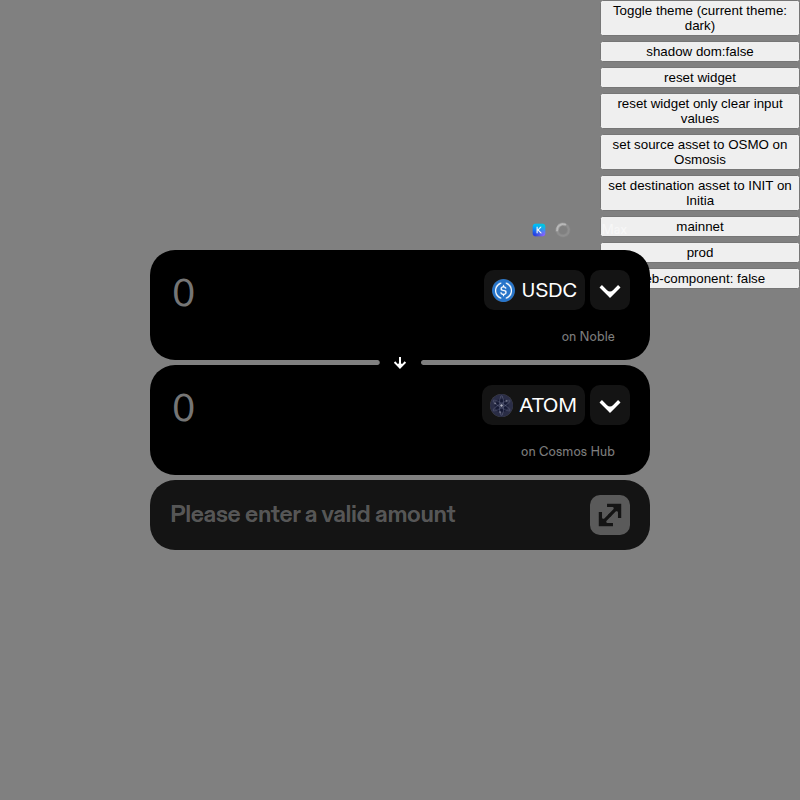 Toggle theme (current theme:
dark)
shadow dom:false
reset widget
reset widget only clear input
values
set source asset to OSMO on
Osmosis
set destination asset to INIT on
Initia
mainnet
prod
eb-component: false
K
0
USDC
on Noble
0
ATOM
on Cosmos Hub
Please enter a valid amount